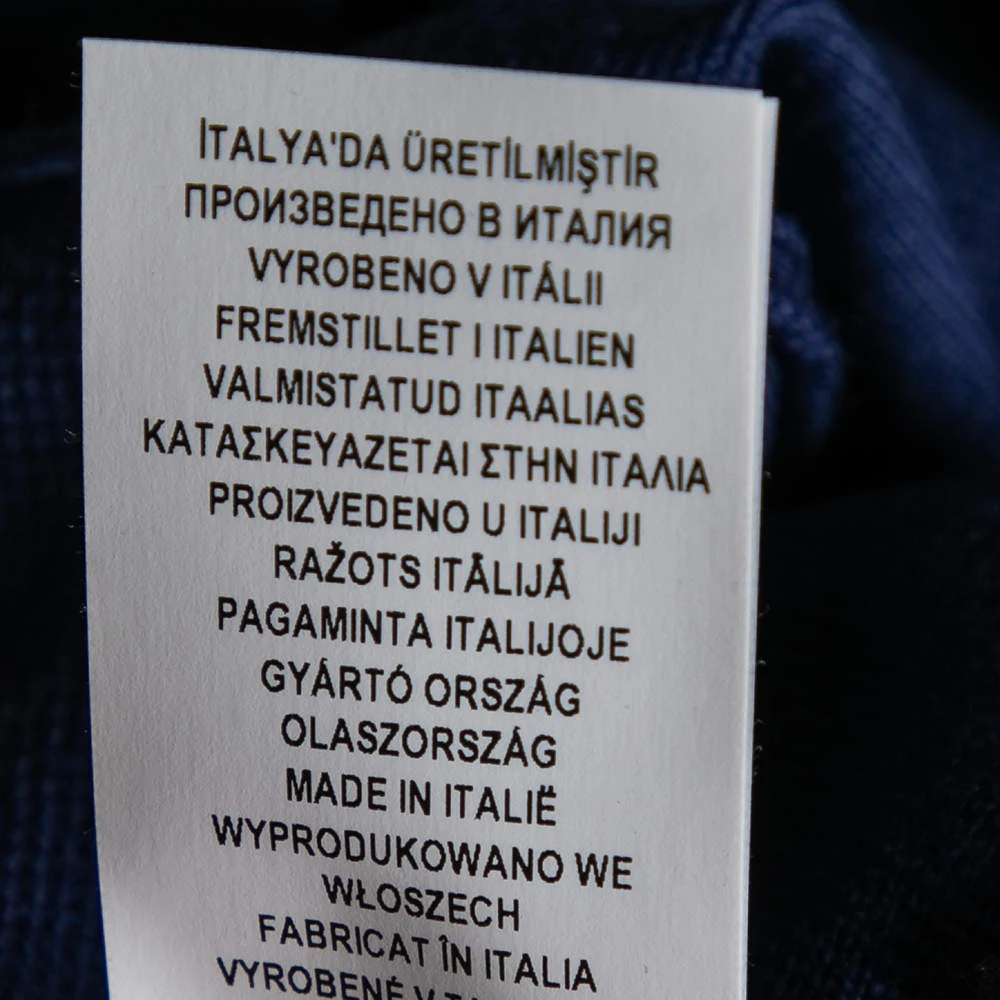 İTALYA'DA ÜRETİLMİŞTİR
ПРОИЗВЕДЕНО В ИТАЛИЯ
VYROBENO V ITÁLII
FREMSTILLET I ITALIEN
VALMISTATUD ITAALIAS
ΚΑΤΑΣΚΕΥΑΖΕΤΑΙ ΣΤΗΝ ΙΤΑΛΙΑ
PROIZVEDENO U ITALIJI
RAŽOTS ITĀLIJĀ
PAGAMINTA ITALIJOJE
GYÁRTÓ ORSZÁG
OLASZORSZÁG
MADE IN ITALIË
WYPRODUKOWANO WE
WŁOSZECH
FABRICAT ÎN ITALIA
VYROBENÉ V